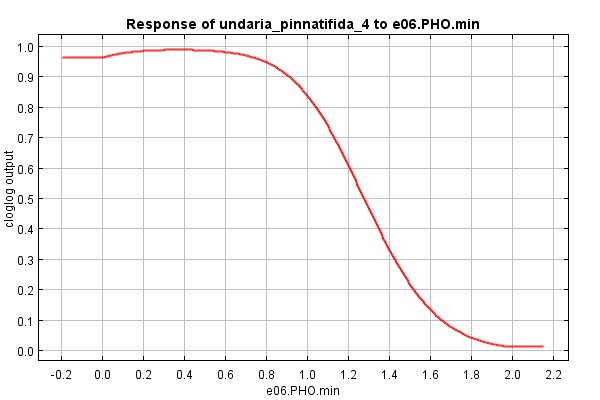 Response of undaria_pinnatifida_4 to e06.PHO.min
1.0
0.9
0.8
0.7
0.6
0.5
0.4
0.3
0.2
0.1
0.0
cloglog output
-0.2 0.0 0.2 0.4 0.6 0.8 1.0 1.2 1.4 1.6 1.8 2.0 2.2
e06.PHO.min